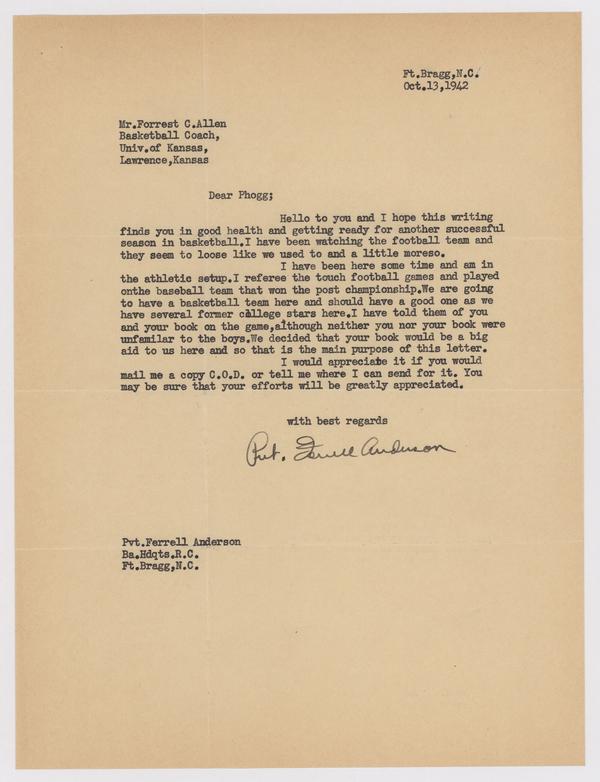 Ft.Bragg,N.C.
Oct.13,1942
Mr.Forrest C.Allen
Basketball Coach,
Univ.of Kansas,
Lawrence,Kansas
Dear Phogg;
Hello to you and I hope this writing
finds you in good health and getting ready for another successful
season in basketball.I have been watching the football team and
they seem to loose like we used to and a little moreso.
I have been here some time and am in
the athletic setup.I referee the touch football games and played
onthe baseball team that won the post championship.We are going
to have a basketball team here and should have a good one as we
have several former college stars here.I have told them of you
and your book on the game,although neither you nor your book were
unfamilar to the boys.We decided that your book would be a big
aid to us here and so that is the main purpose of this letter.
I would appreciate it if you would
mail me a copy C.O.D. or tell me where I can send for it. You
may be sure that your efforts will be greatly appreciated.
with best regards
Pvt. Ferrell Anderson
Pvt.Ferrell Anderson
Ba.Hdqts.R.C.
Ft.Bragg,N.C.